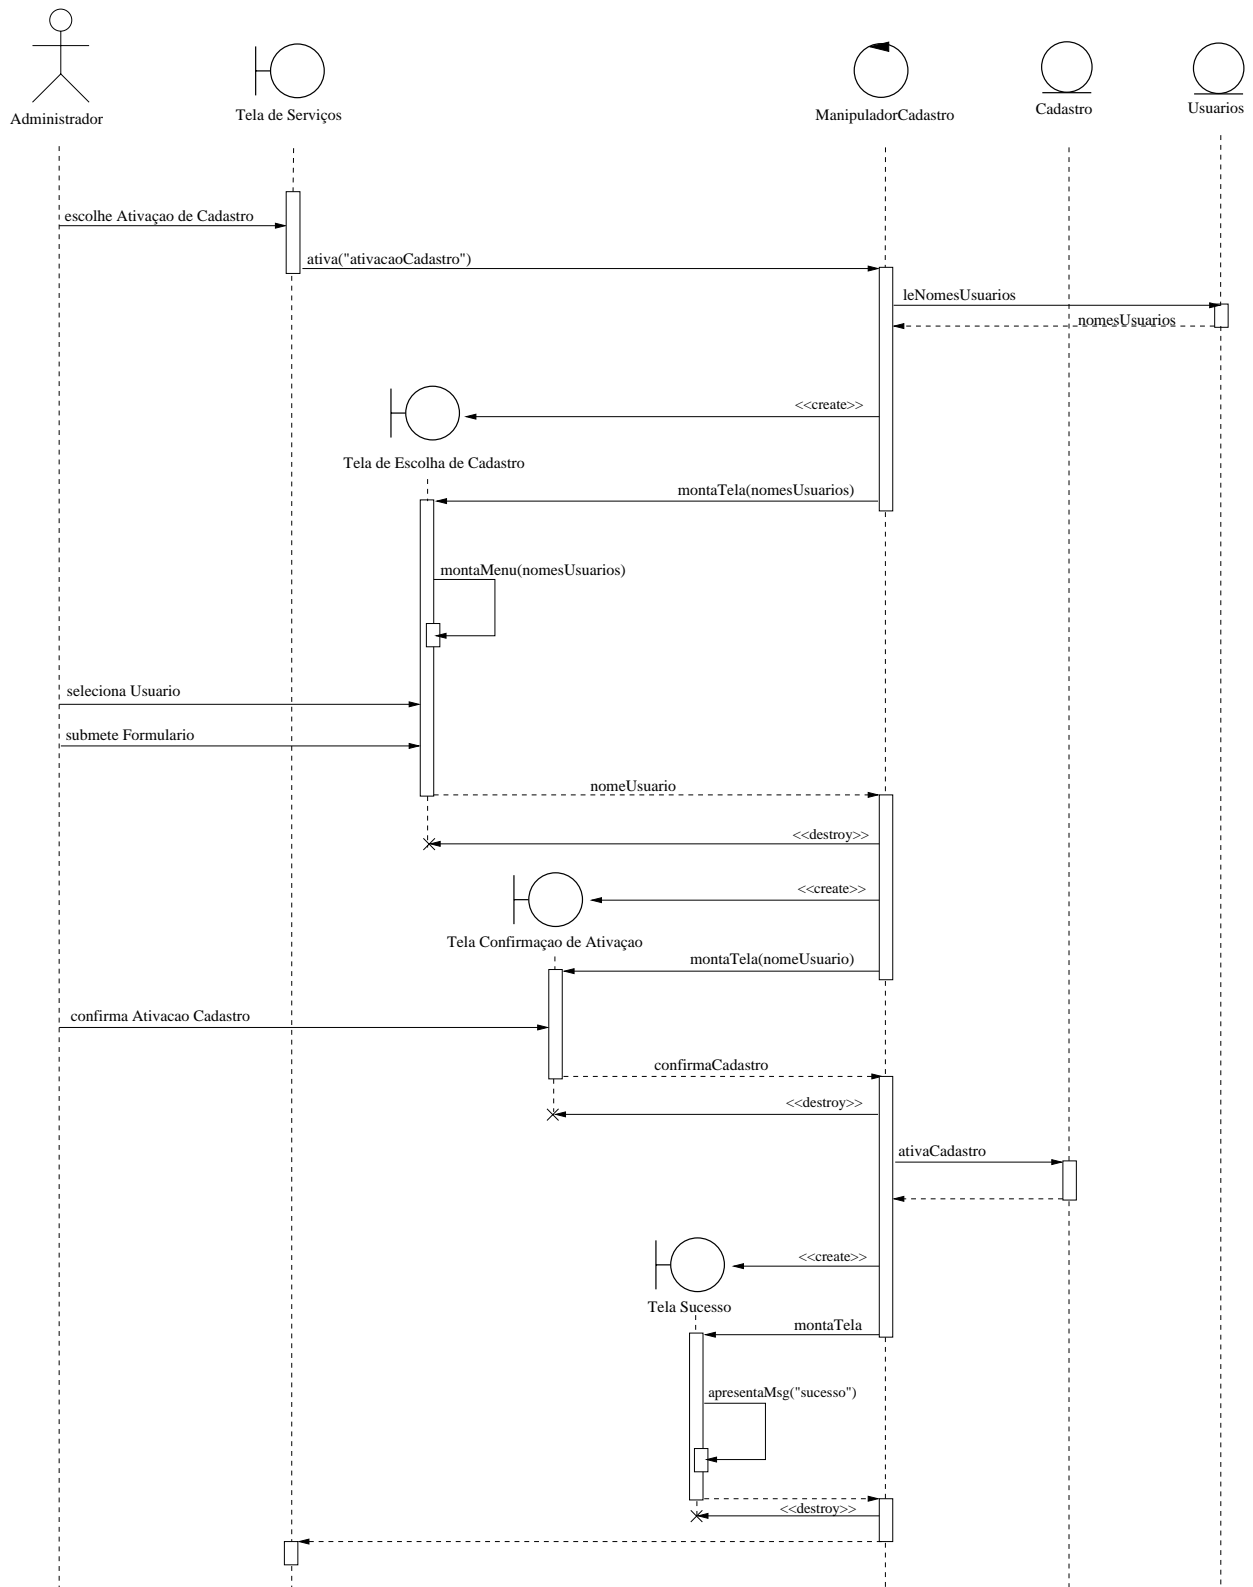 Administrador
Tela de Serviços
ManipuladorCadastro
Cadastro
Usuarios
escolhe Ativaçao de Cadastro
ativa("ativacaoCadastro")
leNomesUsuarios
nomesUsuarios
<<create>>
Tela de Escolha de Cadastro
montaTela(nomesUsuarios)
montaMenu(nomesUsuarios)
seleciona Usuario
submete Formulario
nomeUsuario
<<destroy>>
<<create>>
Tela Confirmaçao de Ativaçao
montaTela(nomeUsuario)
confirma Ativacao Cadastro
confirmaCadastro
<<destroy>>
ativaCadastro
<<create>>
Tela Sucesso
montaTela
apresentaMsg("sucesso")
<<destroy>>